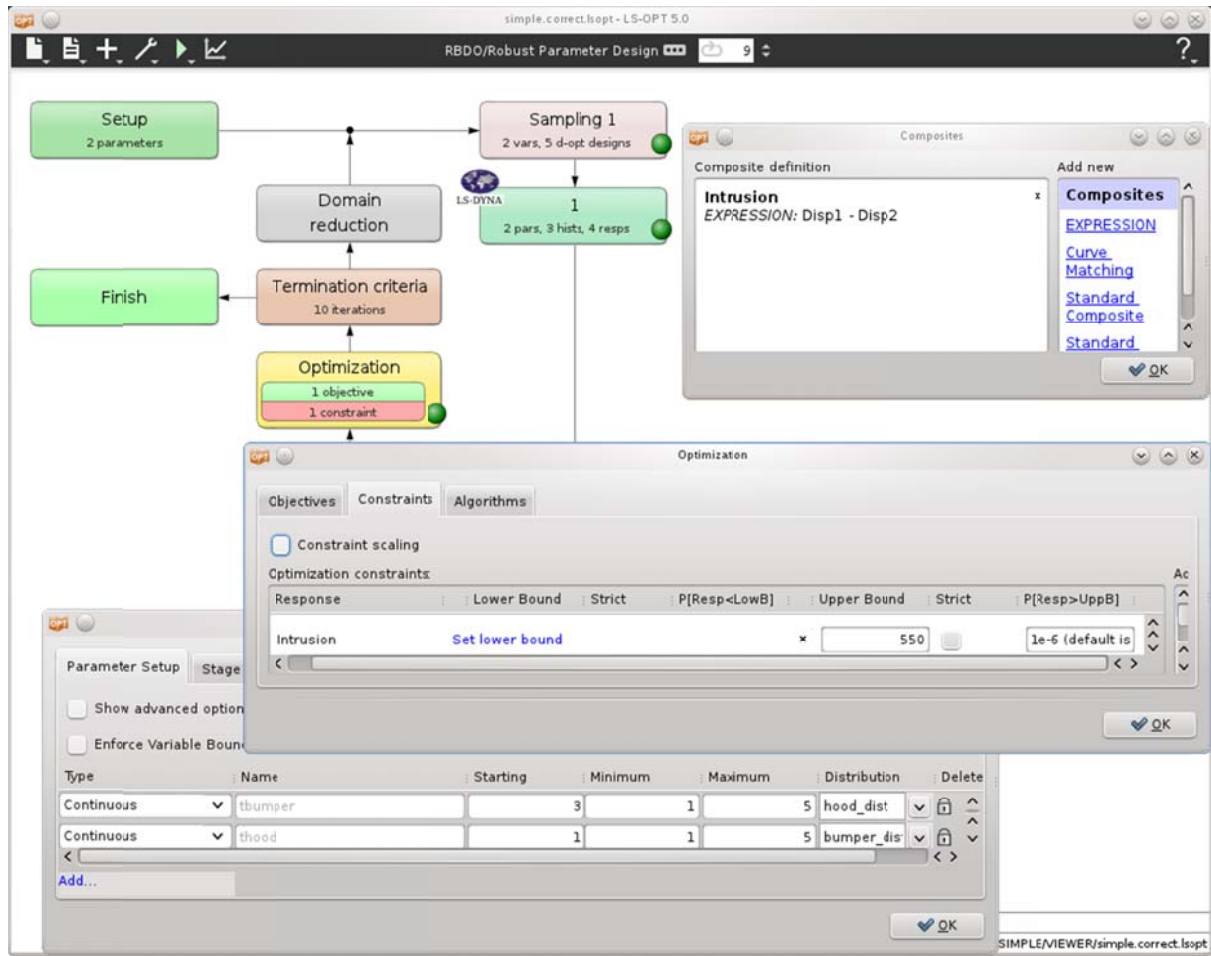 simple.correct.lsopt - LS-OPT 5.0
RBDO/Robust Parameter Design 9
?
Setup
2 parameters
Sampling 1
2 vars, 5 d-opt designs
LS-DYNA
1
2 pars, 3 hists, 4 resps
Domain
reduction
Finish
Termination criteria
10 iterations
Optimization
1 objective
1 constraint
OPT
Composites
Composite definition
Add new
Intrusion x
EXPRESSION: Disp1 - Disp2
Composites
EXPRESSION
Curve
Matching
Standard
Composite
Standard
OK
OPT
Optimization
Objectives Constraints Algorithms
Constraint scaling
Optimization constraints:
Ac
Response Lower Bound Strict P[Resp<LowB] Upper Bound Strict P[Resp>UppB]
Intrusion Set lower bound × 550 1e-6 (default is
OK
OPT
Parameter Setup Stage
Show advanced option
Enforce Variable Boun
Type Name Starting Minimum Maximum Distribution Delete
Continuous tbumper 3 1 5 hood_dist
Continuous thood 1 1 5 bumper_dis
Add...
OK
SIMPLE/VIEWER/simple.correct.lsopt